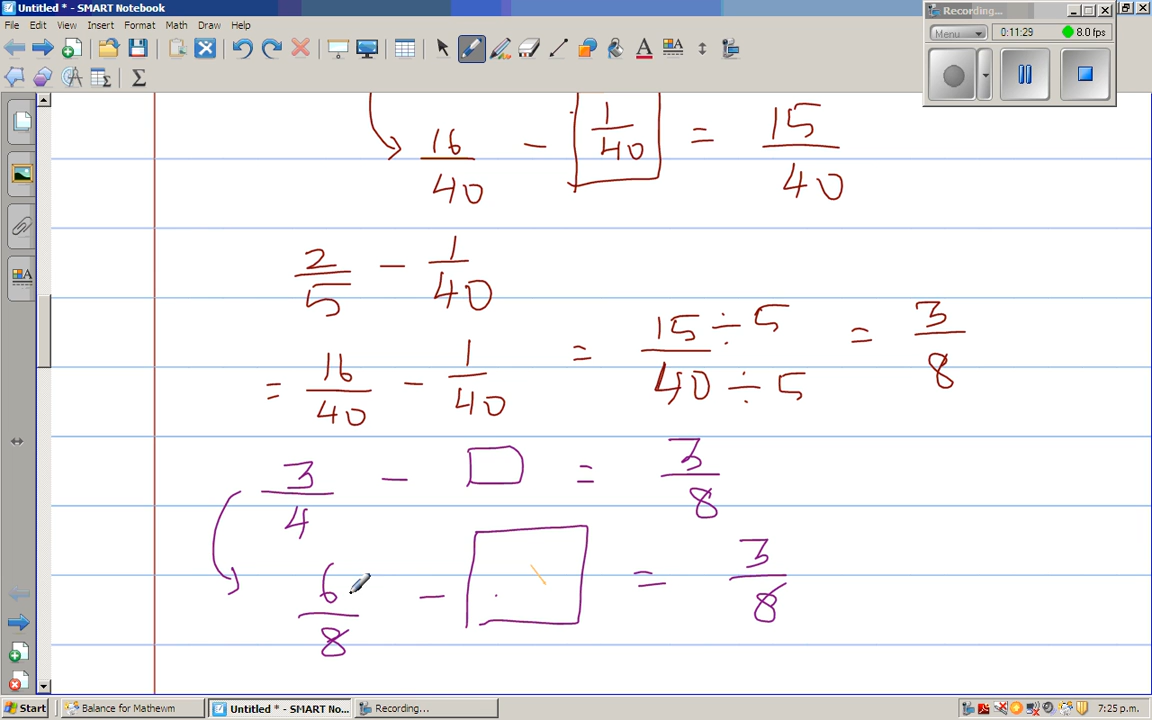 Untitled * - SMART Notebook
File Edit View Insert Format Math Draw Help
Recording...
Menu 0:11:29 8.0 fps
16/40 - 1/40 = 15/40
2/5 - 1/40
= 16/40 - 1/40 = 15 ÷ 5 / 40 ÷ 5 = 3/8
3/4 - □ = 3/8
6/8 - □ = 3/8
Start Balance for Mathewm Untitled * - SMART No... Recording... 7:25 p.m.